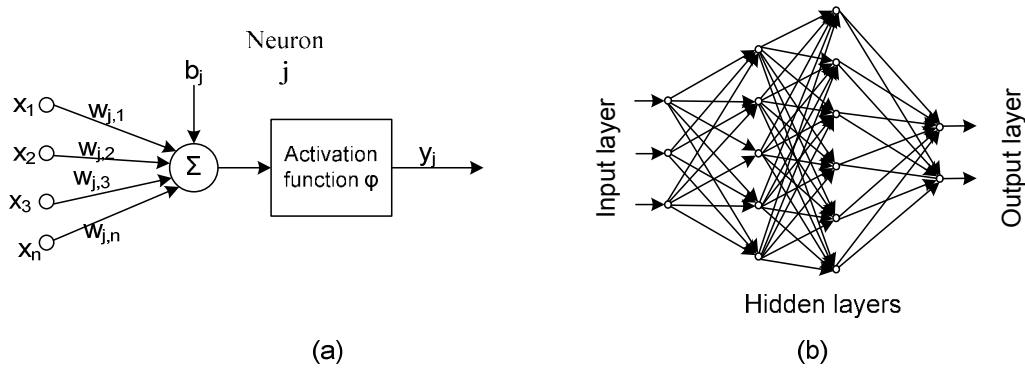 Neuron
j
b_j
x_1
w_j,1
x_2
w_j,2
x_3
w_j,3
x_n
w_j,n
Σ
Activation
function φ
y_j
(a)
Input layer
Hidden layers
Output layer
(b)